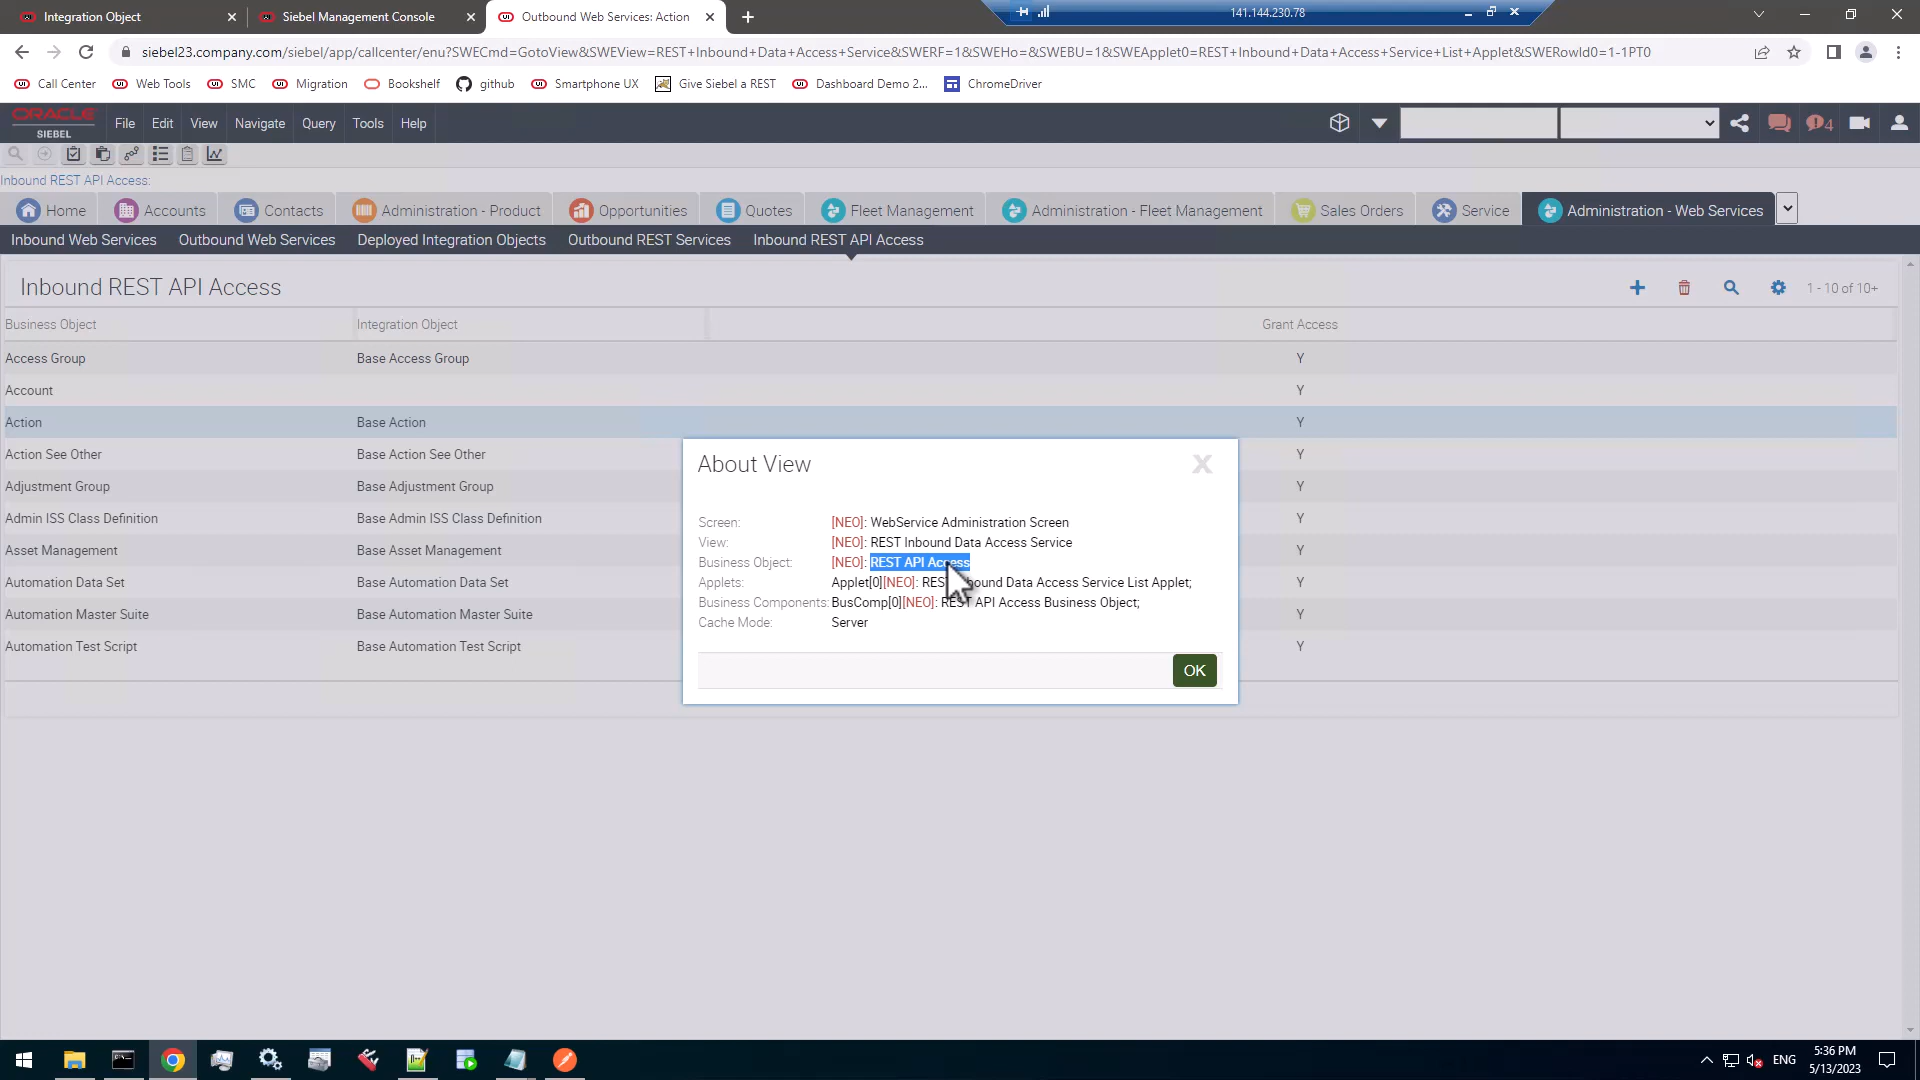 Integration Object
Siebel Management Console
Outbound Web Services: Action
141.144.230.78
siebel23.company.com/siebel/app/callcenter/enu?SWECmd=GotoView&SWEView=REST+Inbound+Data+Access+Service&SWERF=1&SWEHo=&SWEBU=1&SWEApplet0=REST+Inbound+Data+Access+Service+List+Applet&SWERowId0=1-1PT0
Call Center
Web Tools
SMC
Migration
Bookshelf
github
Smartphone UX
Give Siebel a REST
Dashboard Demo 2...
ChromeDriver
ORACLE
SIEBEL
File
Edit
View
Navigate
Query
Tools
Help
4
Inbound REST API Access:
Home
Accounts
Contacts
Administration - Product
Opportunities
Quotes
Fleet Management
Administration - Fleet Management
Sales Orders
Service
Administration - Web Services
Inbound Web Services
Outbound Web Services
Deployed Integration Objects
Outbound REST Services
Inbound REST API Access
Inbound REST API Access
1 - 10 of 10+
Business Object Integration Object Grant Access
Access Group Base Access Group Y
Account Y
Action Base Action Y
Action See Other Base Action See Other Y
Adjustment Group Base Adjustment Group Y
Admin ISS Class Definition Base Admin ISS Class Definition Y
Asset Management Base Asset Management Y
Automation Data Set Base Automation Data Set Y
Automation Master Suite Base Automation Master Suite Y
Automation Test Script Base Automation Test Script Y
About View
X
Screen: [NEO]: WebService Administration Screen
View: [NEO]: REST Inbound Data Access Service
Business Object: [NEO]: REST API Access
Applets: Applet[0][NEO]: REST Inbound Data Access Service List Applet;
Business Components: BusComp[0][NEO]: REST API Access Business Object;
Cache Mode: Server
OK
ENG
5:36 PM
5/13/2023